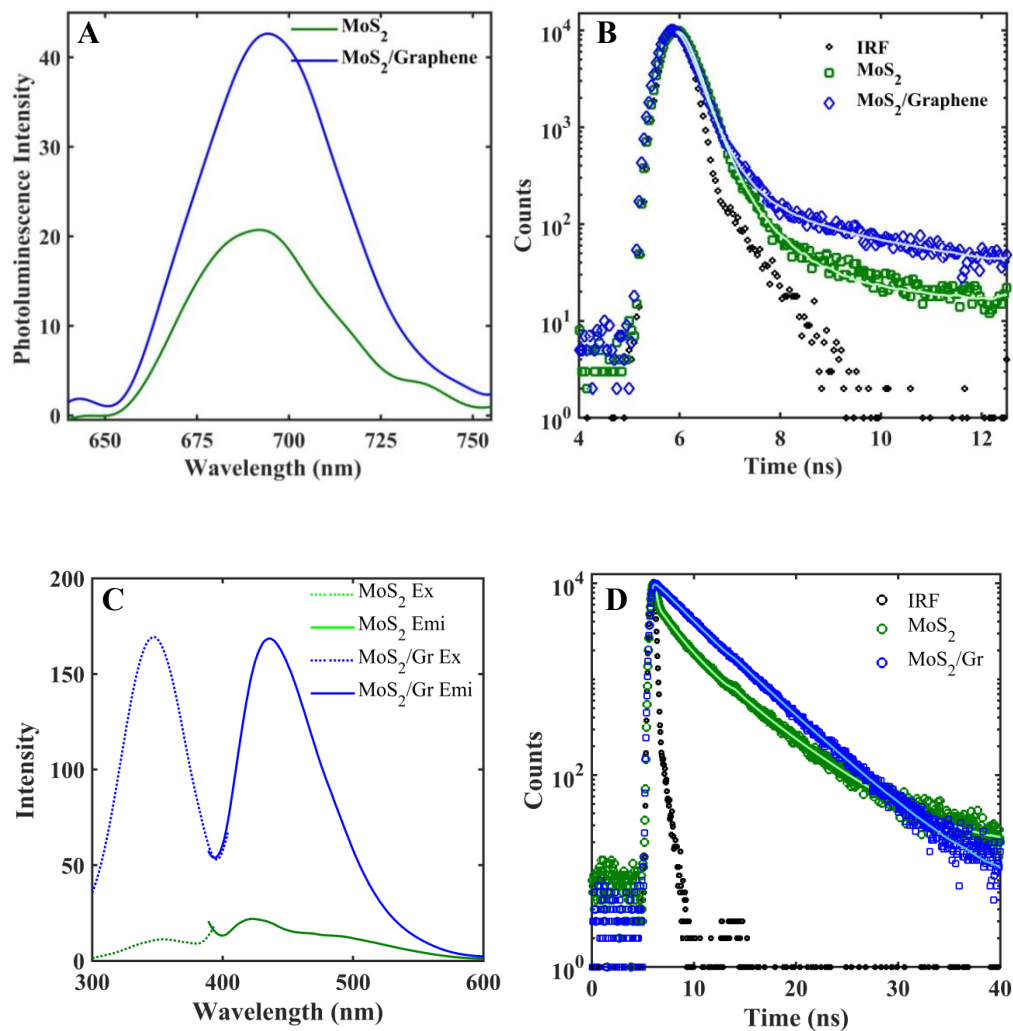 A
MoS2
MoS2/Graphene
40
30
20
10
0
650
675
700
725
750
Photoluminescence Intensity
Wavelength (nm)
B
IRF
MoS2
MoS2/Graphene
10^4
10^3
10^2
10^1
10^0
4
6
8
10
12
Counts
Time (ns)
C
MoS2 Ex
MoS2 Emi
MoS2/Gr Ex
MoS2/Gr Emi
200
150
100
50
0
300
400
500
600
Intensity
Wavelength (nm)
D
IRF
MoS2
MoS2/Gr
10^4
10^2
10^0
0
10
20
30
40
Counts
Time (ns)